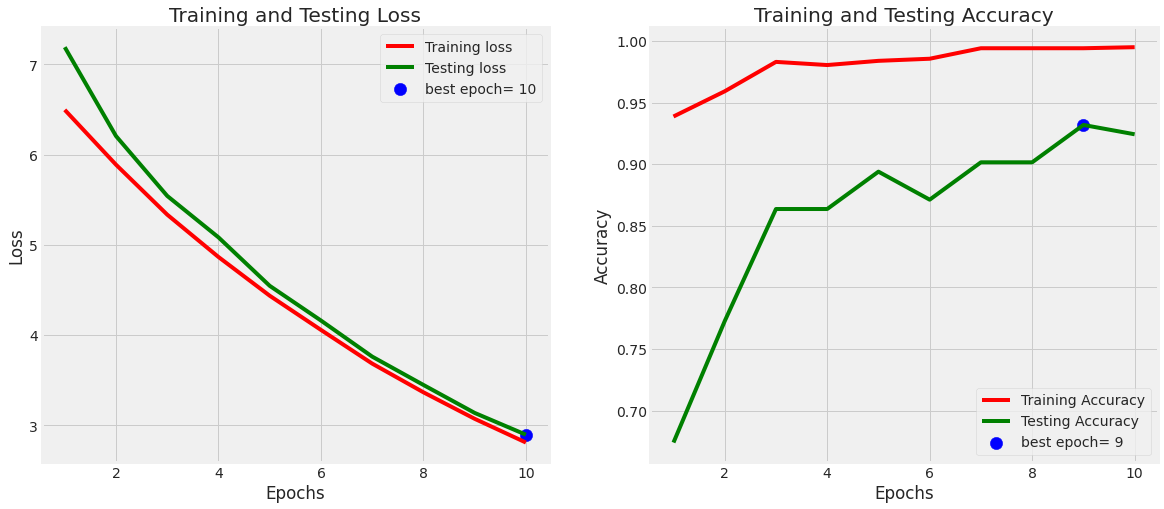 Training and Testing Loss
Training loss
Testing loss
best epoch= 10
7
6
5
4
3
Loss
2
4
6
8
10
Epochs
Training and Testing Accuracy
1.00
0.95
0.90
0.85
0.80
0.75
0.70
Accuracy
Training Accuracy
Testing Accuracy
best epoch= 9
2
4
6
8
10
Epochs